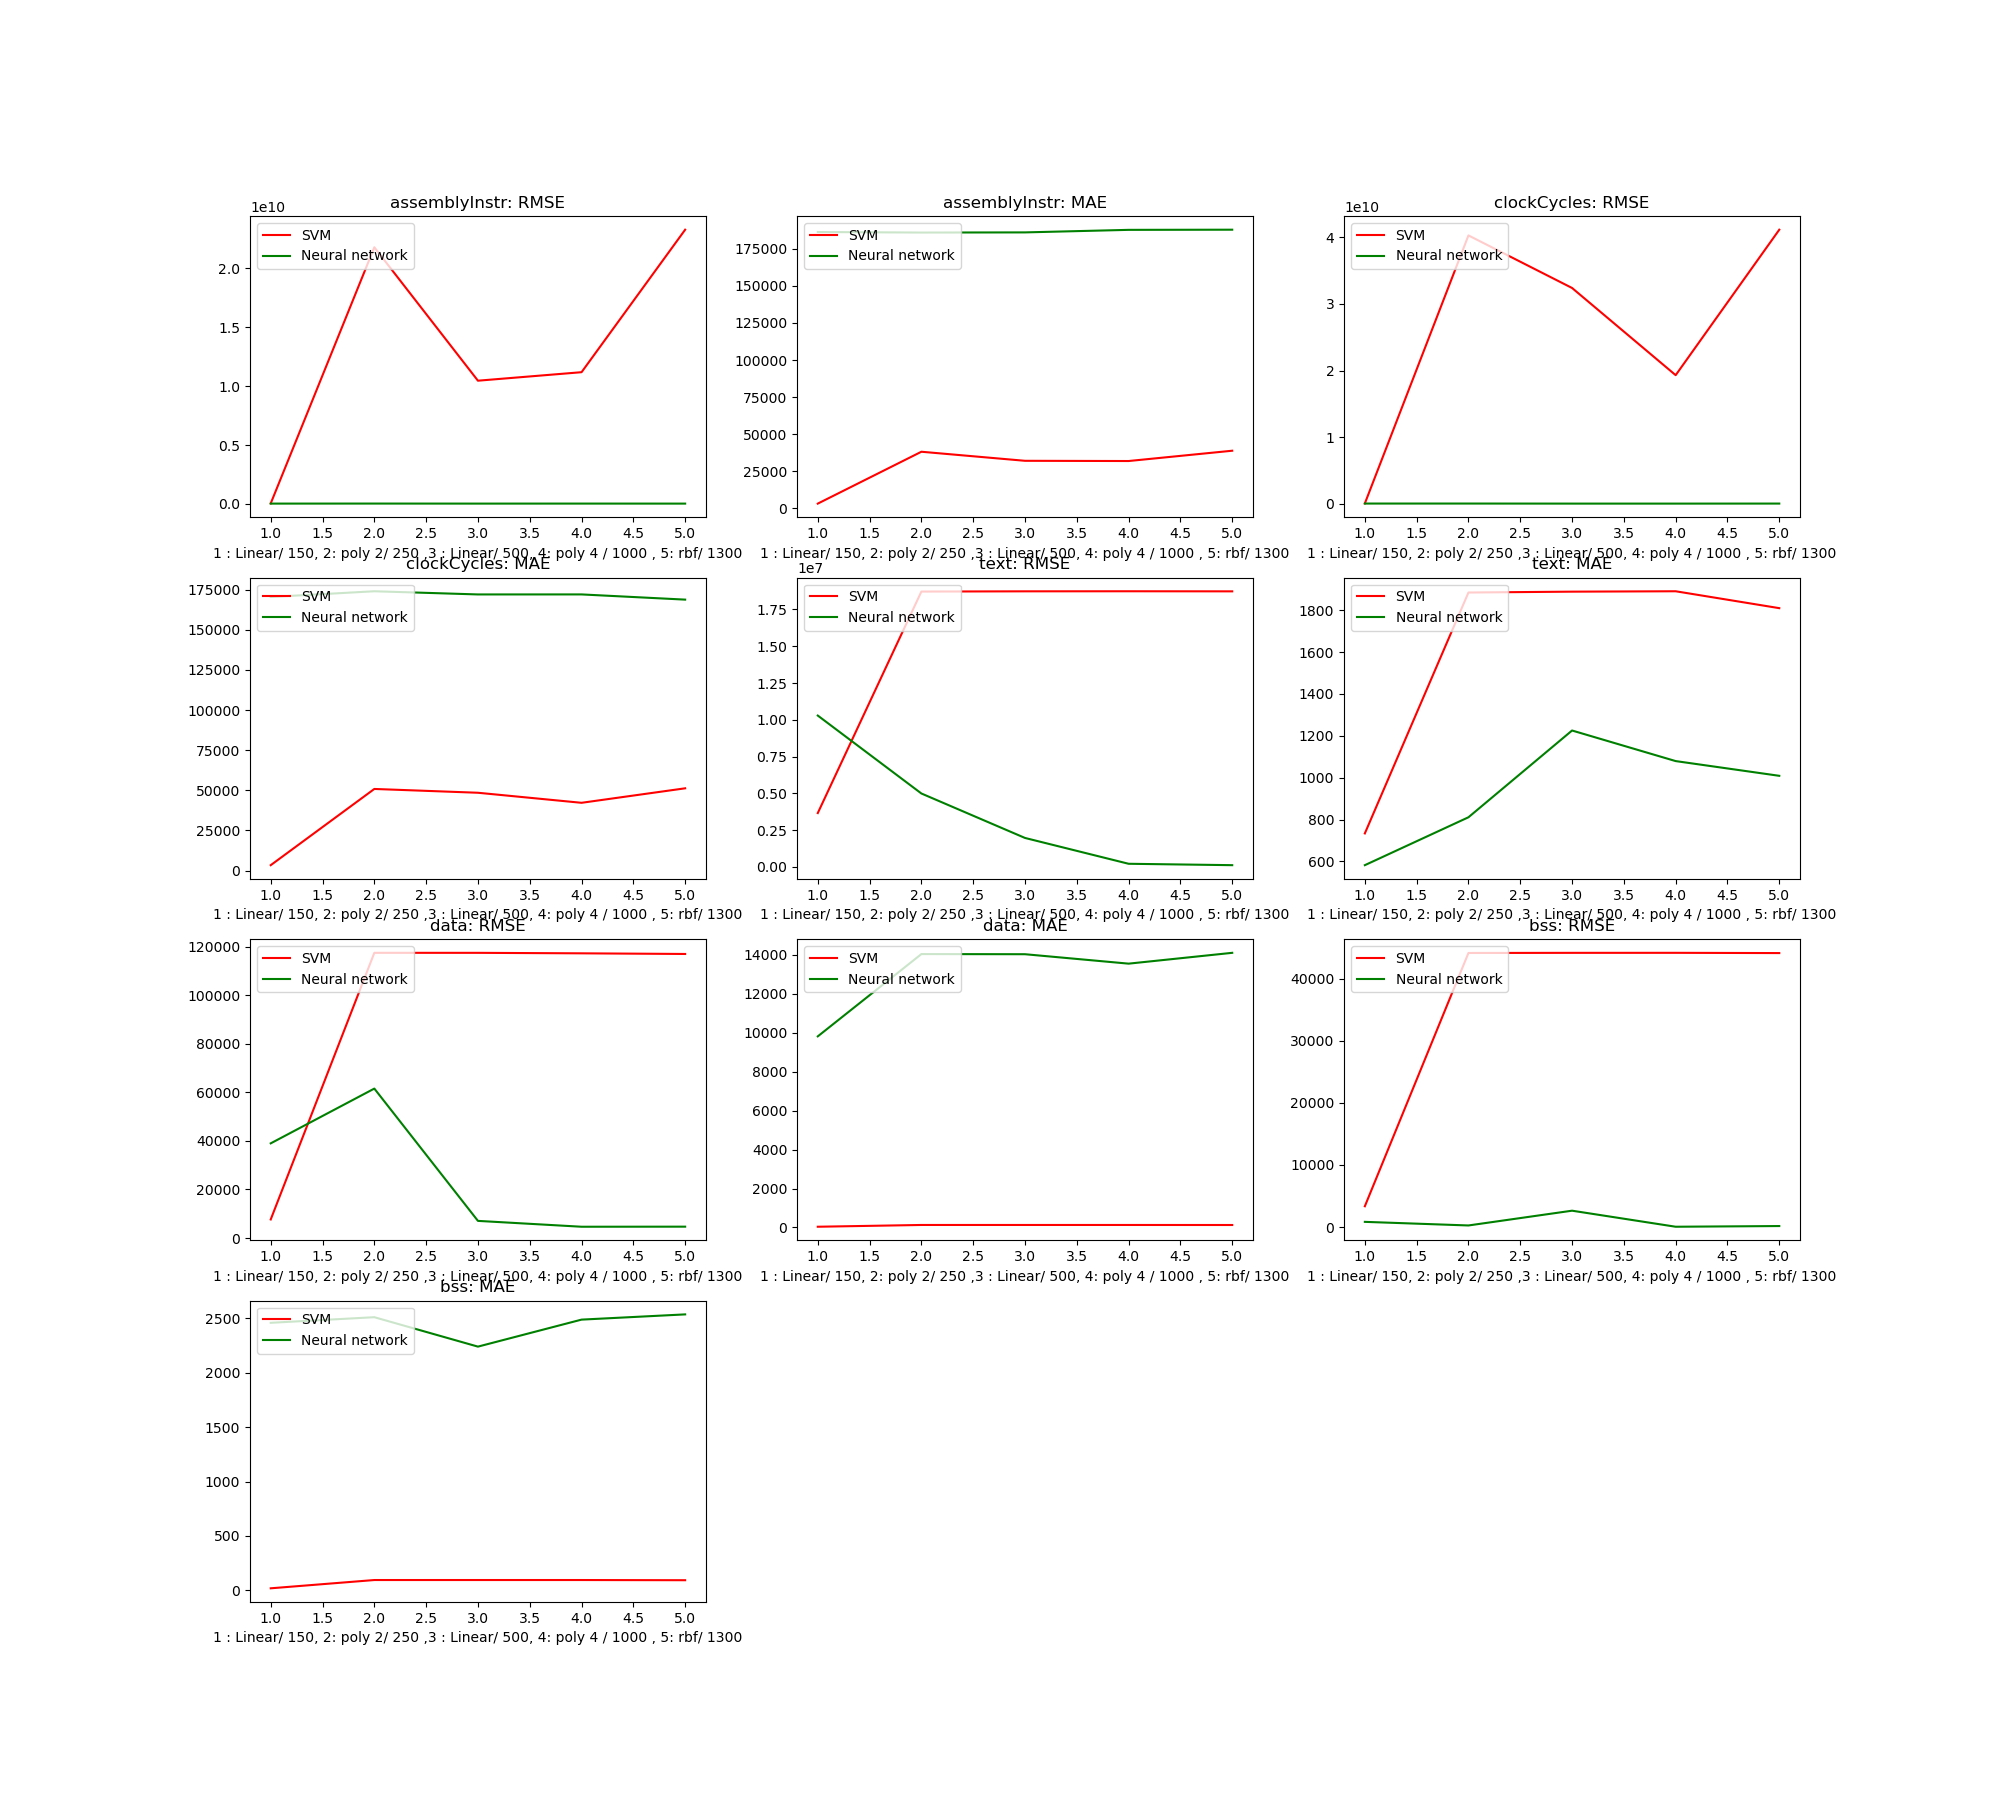 assemblyInstr: RMSE
1e10
SVM
Neural network
2.0
1.5
1.0
0.5
0.0
1.0 1.5 2.0 2.5 3.0 3.5 4.0 4.5 5.0
1 : Linear/ 150, 2: poly 2/ 250 ,3 : Linear/ 500, 4: poly 4 / 1000 , 5: rbf/ 1300
assemblyInstr: MAE
SVM
Neural network
175000
150000
125000
100000
75000
50000
25000
0
1.0 1.5 2.0 2.5 3.0 3.5 4.0 4.5 5.0
1 : Linear/ 150, 2: poly 2/ 250 ,3 : Linear/ 500, 4: poly 4 / 1000 , 5: rbf/ 1300
clockCycles: RMSE
1e10
SVM
Neural network
4
3
2
1
0
1.0 1.5 2.0 2.5 3.0 3.5 4.0 4.5 5.0
1 : Linear/ 150, 2: poly 2/ 250 ,3 : Linear/ 500, 4: poly 4 / 1000 , 5: rbf/ 1300
clockCycles: MAE
SVM
Neural network
175000
150000
125000
100000
75000
50000
25000
0
1.0 1.5 2.0 2.5 3.0 3.5 4.0 4.5 5.0
1 : Linear/ 150, 2: poly 2/ 250 ,3 : Linear/ 500, 4: poly 4 / 1000 , 5: rbf/ 1300
text: RMSE
1e7
SVM
Neural network
1.75
1.50
1.25
1.00
0.75
0.50
0.25
0.00
1.0 1.5 2.0 2.5 3.0 3.5 4.0 4.5 5.0
1 : Linear/ 150, 2: poly 2/ 250 ,3 : Linear/ 500, 4: poly 4 / 1000 , 5: rbf/ 1300
text: MAE
SVM
Neural network
1800
1600
1400
1200
1000
800
600
1.0 1.5 2.0 2.5 3.0 3.5 4.0 4.5 5.0
1 : Linear/ 150, 2: poly 2/ 250 ,3 : Linear/ 500, 4: poly 4 / 1000 , 5: rbf/ 1300
data: RMSE
SVM
Neural network
120000
100000
80000
60000
40000
20000
0
1.0 1.5 2.0 2.5 3.0 3.5 4.0 4.5 5.0
1 : Linear/ 150, 2: poly 2/ 250 ,3 : Linear/ 500, 4: poly 4 / 1000 , 5: rbf/ 1300
data: MAE
SVM
Neural network
14000
12000
10000
8000
6000
4000
2000
0
1.0 1.5 2.0 2.5 3.0 3.5 4.0 4.5 5.0
1 : Linear/ 150, 2: poly 2/ 250 ,3 : Linear/ 500, 4: poly 4 / 1000 , 5: rbf/ 1300
bss: RMSE
SVM
Neural network
40000
30000
20000
10000
0
1.0 1.5 2.0 2.5 3.0 3.5 4.0 4.5 5.0
1 : Linear/ 150, 2: poly 2/ 250 ,3 : Linear/ 500, 4: poly 4 / 1000 , 5: rbf/ 1300
bss: MAE
SVM
Neural network
2500
2000
1500
1000
500
0
1.0 1.5 2.0 2.5 3.0 3.5 4.0 4.5 5.0
1 : Linear/ 150, 2: poly 2/ 250 ,3 : Linear/ 500, 4: poly 4 / 1000 , 5: rbf/ 1300